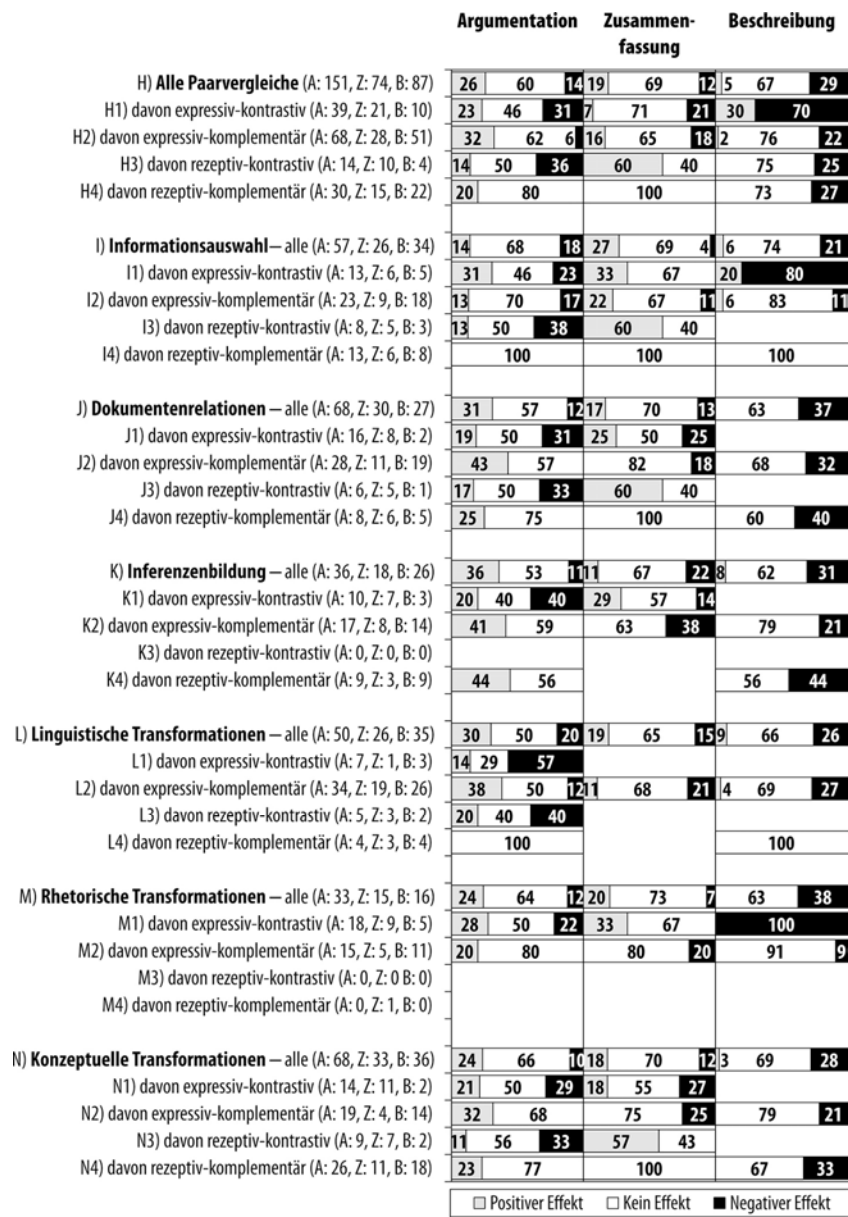 Argumentation Zusammen- Beschreibung
fassung
H) Alle Paarvergleiche (A: 151, Z: 74, B: 87) 26 60 14 19 69 12 5 67 29
H1) davon expressiv-kontrastiv (A: 39, Z: 21, B: 10) 23 46 31 7 71 21 30 70
H2) davon expressiv-komplementär (A: 68, Z: 28, B: 51) 32 62 6 16 65 18 2 76 22
H3) davon rezeptiv-kontrastiv (A: 14, Z: 10, B: 4) 14 50 36 60 40 75 25
H4) davon rezeptiv-komplementär (A: 30, Z: 15, B: 22) 20 80 100 73 27
I) Informationsauswahl – alle (A: 57, Z: 26, B: 34) 14 68 18 27 69 4 6 74 21
I1) davon expressiv-kontrastiv (A: 13, Z: 6, B: 5) 31 46 23 33 67 20 80
I2) davon expressiv-komplementär (A: 23, Z: 9, B: 18) 13 70 17 22 67 11 6 83 11
I3) davon rezeptiv-kontrastiv (A: 8, Z: 5, B: 3) 13 50 38 60 40
I4) davon rezeptiv-komplementär (A: 13, Z: 6, B: 8) 100 100 100
J) Dokumentenrelationen – alle (A: 68, Z: 30, B: 27) 31 57 12 17 70 13 63 37
J1) davon expressiv-kontrastiv (A: 16, Z: 8, B: 2) 19 50 31 25 50 25
J2) davon expressiv-komplementär (A: 28, Z: 11, B: 19) 43 57 82 18 68 32
J3) davon rezeptiv-kontrastiv (A: 6, Z: 5, B: 1) 17 50 33 60 40
J4) davon rezeptiv-komplementär (A: 8, Z: 6, B: 5) 25 75 100 60 40
K) Inferenzenbildung – alle (A: 36, Z: 18, B: 26) 36 53 11 11 67 22 8 62 31
K1) davon expressiv-kontrastiv (A: 10, Z: 7, B: 3) 20 40 40 29 57 14
K2) davon expressiv-komplementär (A: 17, Z: 8, B: 14) 41 59 63 38 79 21
K3) davon rezeptiv-kontrastiv (A: 0, Z: 0, B: 0)
K4) davon rezeptiv-komplementär (A: 9, Z: 3, B: 9) 44 56 56 44
L) Linguistische Transformationen – alle (A: 50, Z: 26, B: 35) 30 50 20 19 65 15 9 66 26
L1) davon expressiv-kontrastiv (A: 7, Z: 1, B: 3) 14 29 57
L2) davon expressiv-komplementär (A: 34, Z: 19, B: 26) 38 50 12 11 68 21 4 69 27
L3) davon rezeptiv-kontrastiv (A: 5, Z: 3, B: 2) 20 40 40
L4) davon rezeptiv-komplementär (A: 4, Z: 3, B: 4) 100 100
M) Rhetorische Transformationen – alle (A: 33, Z: 15, B: 16) 24 64 12 20 73 7 63 38
M1) davon expressiv-kontrastiv (A: 18, Z: 9, B: 5) 28 50 22 33 67 100
M2) davon expressiv-komplementär (A: 15, Z: 5, B: 11) 20 80 80 20 91 9
M3) davon rezeptiv-kontrastiv (A: 0, Z: 0 B: 0)
M4) davon rezeptiv-komplementär (A: 0, Z: 1, B: 0)
N) Konzeptuelle Transformationen – alle (A: 68, Z: 33, B: 36) 24 66 10 18 70 12 3 69 28
N1) davon expressiv-kontrastiv (A: 14, Z: 11, B: 2) 21 50 29 18 55 27
N2) davon expressiv-komplementär (A: 19, Z: 4, B: 14) 32 68 75 25 79 21
N3) davon rezeptiv-kontrastiv (A: 9, Z: 7, B: 2) 11 56 33 57 43
N4) davon rezeptiv-komplementär (A: 26, Z: 11, B: 18) 23 77 100 67 33
Positiver Effekt Kein Effekt Negativer Effekt